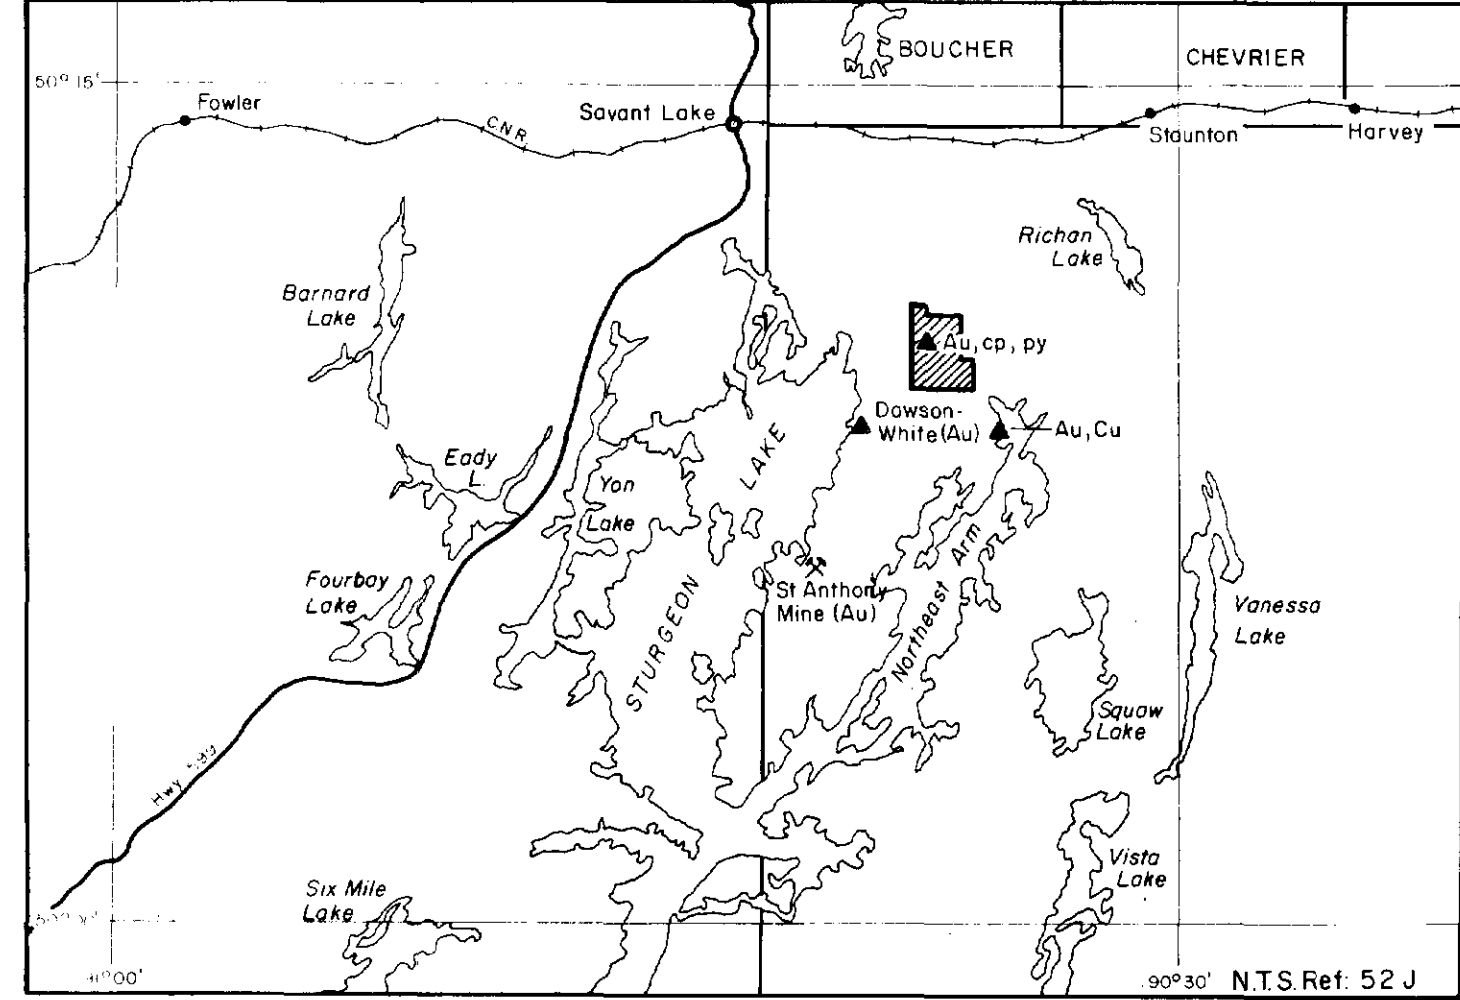 BOUCHER
CHEVRIER
50° 15'
Fowler
Savant Lake
C.N.R.
Staunton
Harvey
Richan
Lake
Barnard
Lake
Au, cp, py
Dawson-
White (Au)
Au, Cu
LAKE
Eady
L.
Yon
Lake
Arm
Fourbay
Lake
St Anthony
Mine (Au)
STURGEON
Northeast
Vanessa
Lake
Squaw
Lake
Hwy 599
Vista
Lake
Six Mile
Lake
90°30'
N.T.S. Ref: 52 J